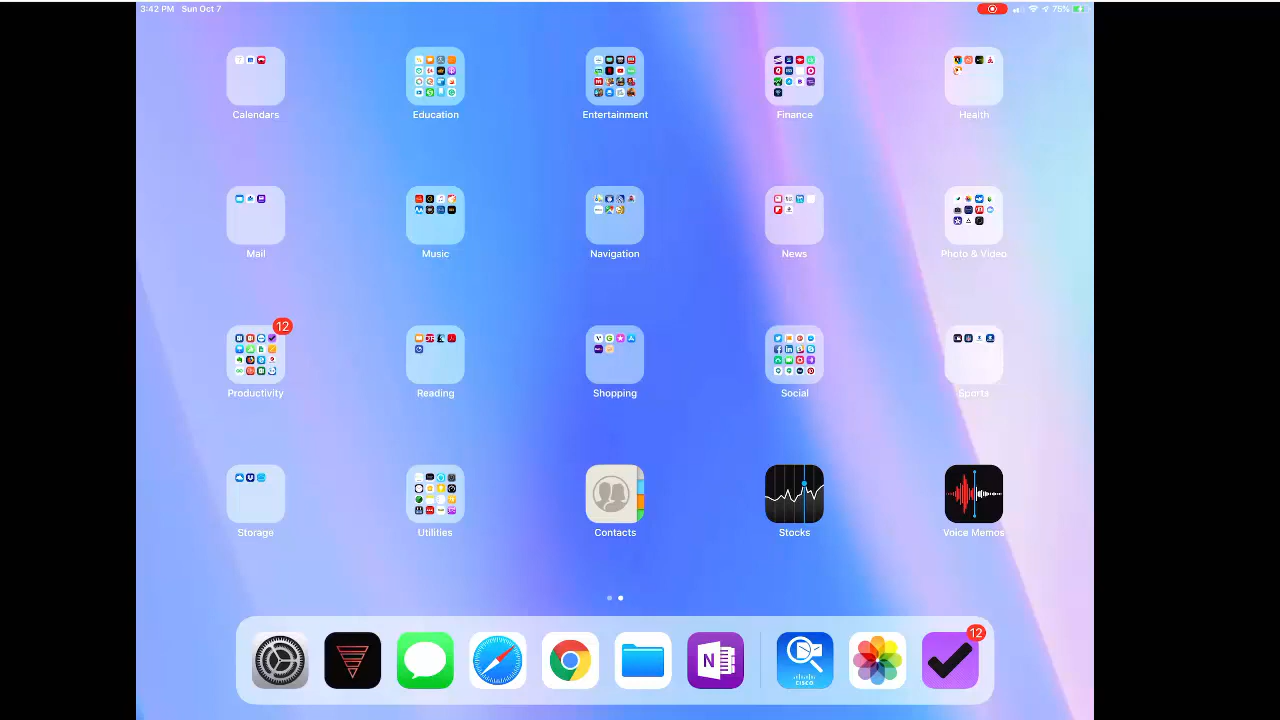 3:42 PM Sun Oct 7 75%
Calendars Education Entertainment Finance Health
Mail Music Navigation News Photo & Video
12
Productivity Reading Shopping Social Sports
Storage Utilities Contacts Stocks Voice Memos
12
N
CISCO